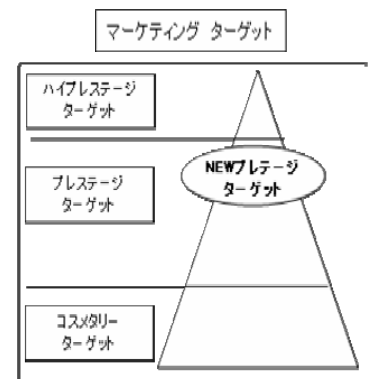 マーケティング ターゲット
ハイプレステージ
ターゲット
NEWプレテージ
ターゲット
プレステージ
ターゲット
コスメタリー
ターゲット